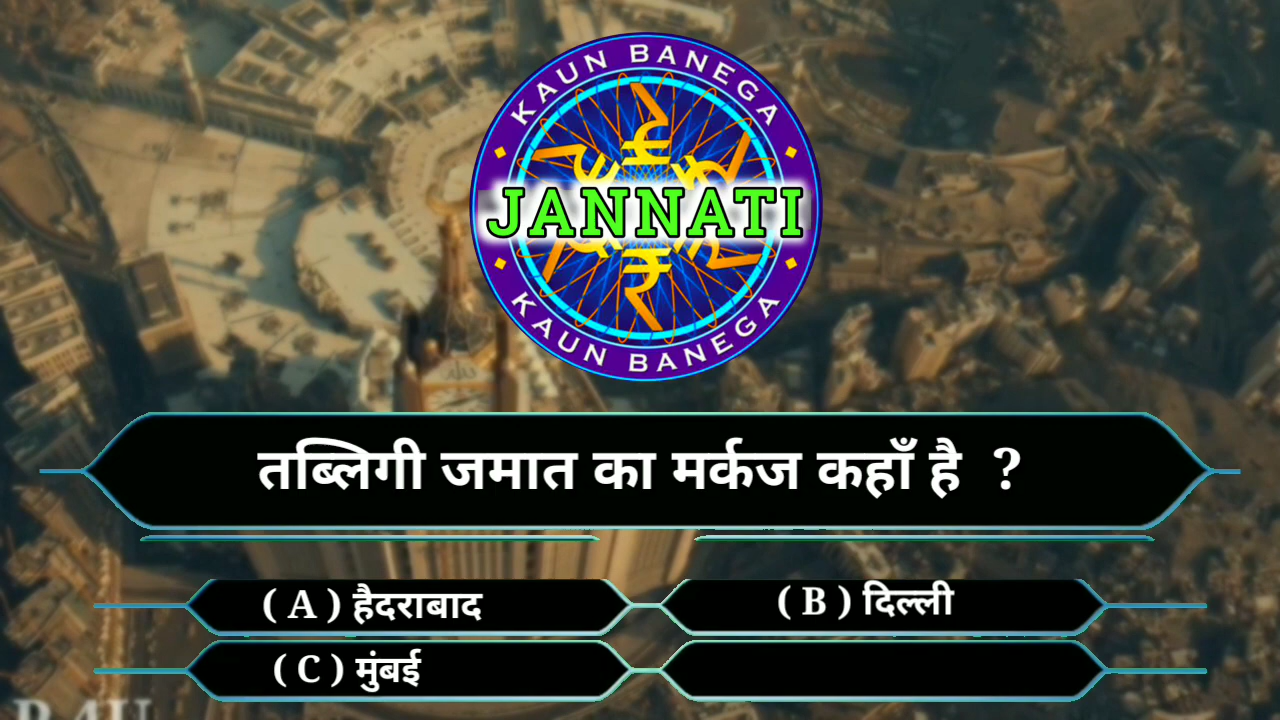 KAUN BANEGA
JANNATI
KAUN BANEGA
तब्लिगी जमात का मर्कज कहाँ है ?
( A ) हैदराबाद
( B ) दिल्ली
( C ) मुंबई